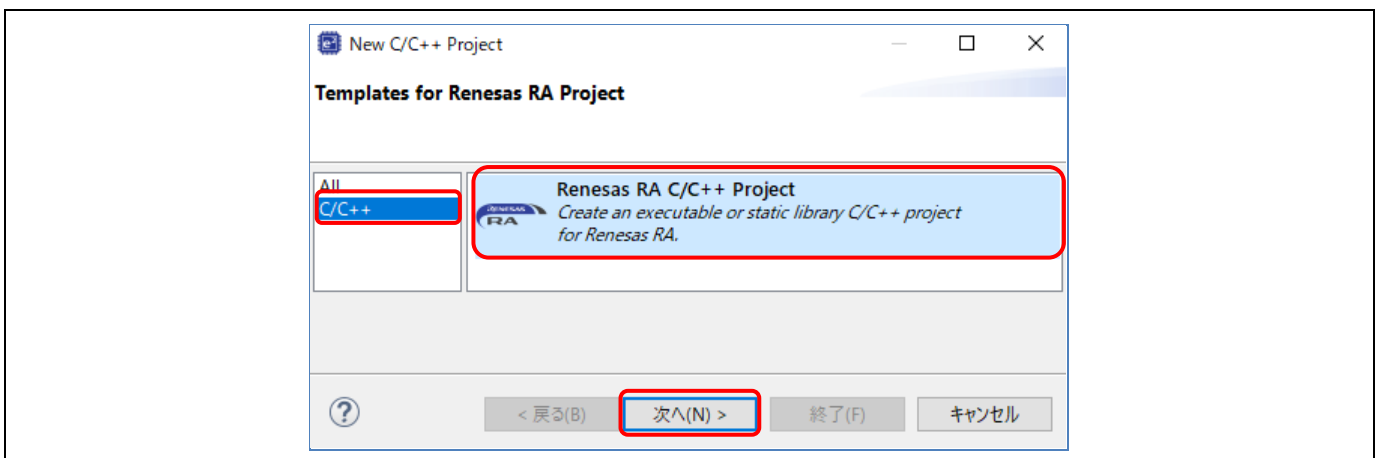 New C/C++ Project
Templates for Renesas RA Project
All
C/C++
Renesas RA C/C++ Project
RENESAS
RA
Create an executable or static library C/C++ project
for Renesas RA.
< 戻る(B)
次へ(N) >
終了(F)
キャンセル